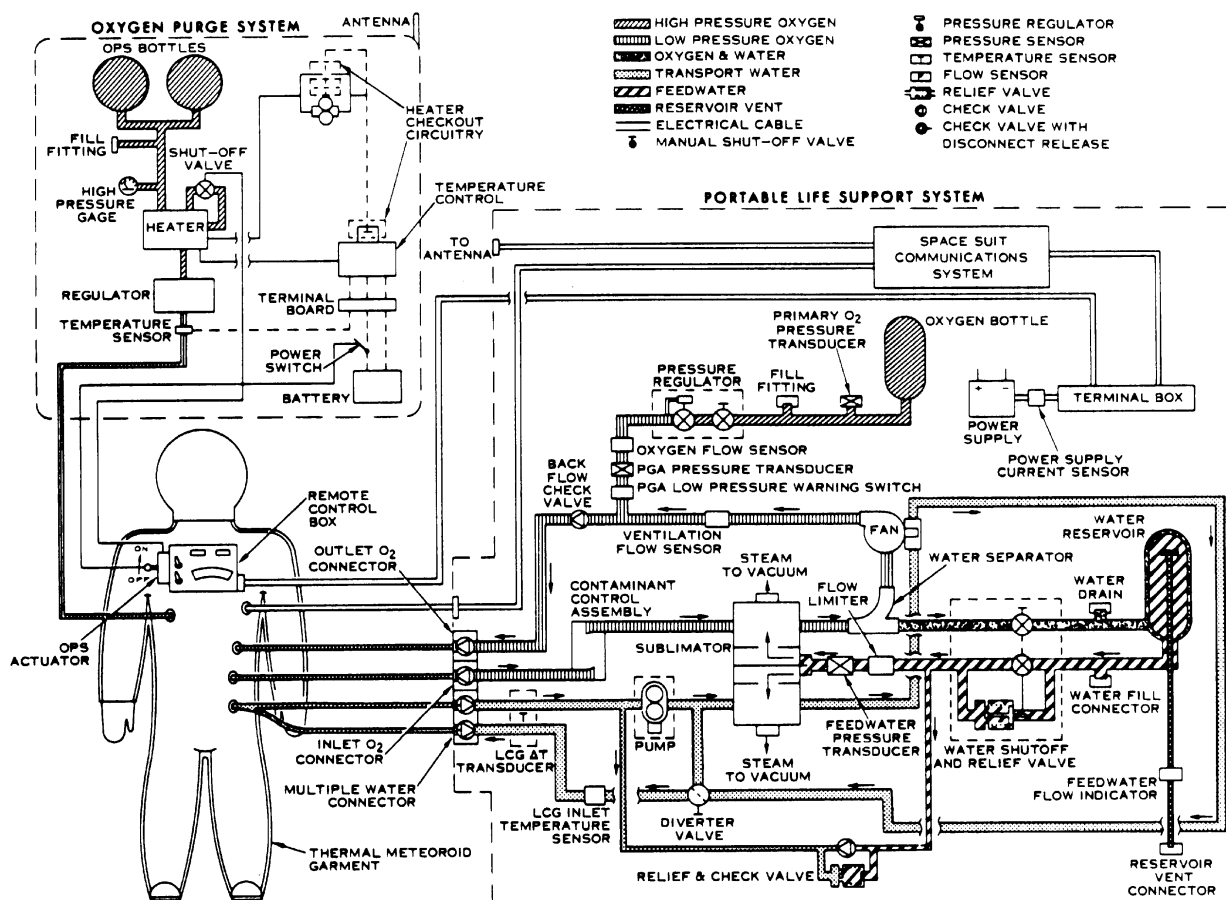 OXYGEN PURGE SYSTEM
ANTENNA
OPS BOTTLES
FILL
FITTING
SHUT-OFF
VALVE
HIGH
PRESSURE
GAGE
HEATER
HEATER
CHECKOUT
CIRCUITRY
TEMPERATURE
CONTROL
REGULATOR
TEMPERATURE
SENSOR
TERMINAL
BOARD
POWER
SWITCH
BATTERY
HIGH PRESSURE OXYGEN
LOW PRESSURE OXYGEN
OXYGEN & WATER
TRANSPORT WATER
FEEDWATER
RESERVOIR VENT
ELECTRICAL CABLE
MANUAL SHUT-OFF VALVE
PRESSURE REGULATOR
PRESSURE SENSOR
T
TEMPERATURE SENSOR
F
FLOW SENSOR
RELIEF VALVE
CHECK VALVE
CHECK VALVE WITH
DISCONNECT RELEASE
PORTABLE LIFE SUPPORT SYSTEM
TO
ANTENNA
SPACE SUIT
COMMUNICATIONS
SYSTEM
PRIMARY O2
PRESSURE
TRANSDUCER
OXYGEN BOTTLE
PRESSURE
REGULATOR
FILL
FITTING
+ -
POWER
SUPPLY
TERMINAL BOX
POWER SUPPLY
CURRENT SENSOR
OXYGEN FLOW SENSOR
PGA PRESSURE TRANSDUCER
PGA LOW PRESSURE WARNING SWITCH
BACK
FLOW
CHECK
VALVE
REMOTE
CONTROL
BOX
ON
OFF
OPS
ACTUATOR
OUTLET O2
CONNECTOR
FAN
VENTILATION
FLOW SENSOR
WATER
RESERVOIR
STEAM
TO VACUUM
WATER SEPARATOR
FLOW
LIMITER
CONTAMINANT
CONTROL
ASSEMBLY
WATER
DRAIN
SUBLIMATOR
WATER FILL
CONNECTOR
INLET O2
CONNECTOR
T
LCG ΔT
TRANSDUCER
PUMP
FEEDWATER
PRESSURE
TRANSDUCER
WATER SHUTOFF
AND RELIEF VALVE
STEAM
TO VACUUM
MULTIPLE WATER
CONNECTOR
FEEDWATER
FLOW INDICATOR
LCG INLET
TEMPERATURE
SENSOR
DIVERTER
VALVE
THERMAL METEOROID
GARMENT
RELIEF & CHECK VALVE
RESERVOIR
VENT
CONNECTOR